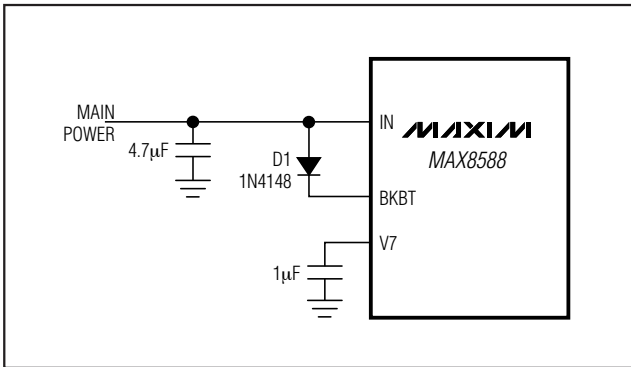 MAIN
POWER
4.7μF
D1
1N4148
IN
MAXIM
MAX8588
BKBT
V7
1μF